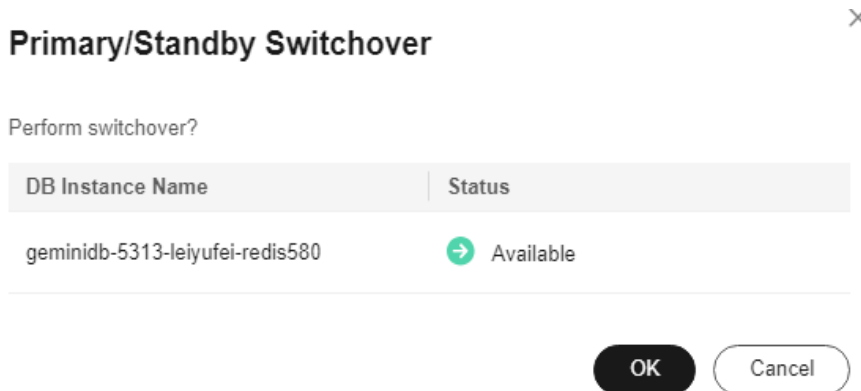 Primary/Standby Switchover
Perform switchover?
DB Instance Name Status
geminidb-5313-leiyufei-redis580 Available
OK Cancel